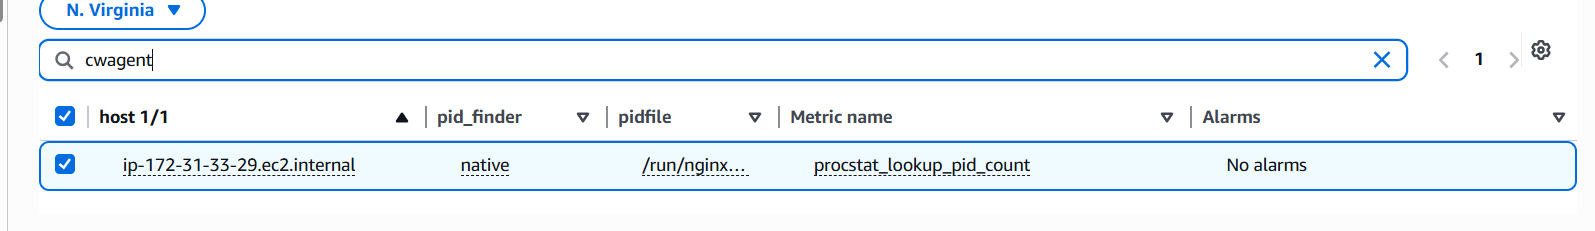 N. Virginia
cwagent
1
host 1/1 pid_finder pidfile Metric name Alarms
ip-172-31-33-29.ec2.internal native /run/nginx... procstat_lookup_pid_count No alarms